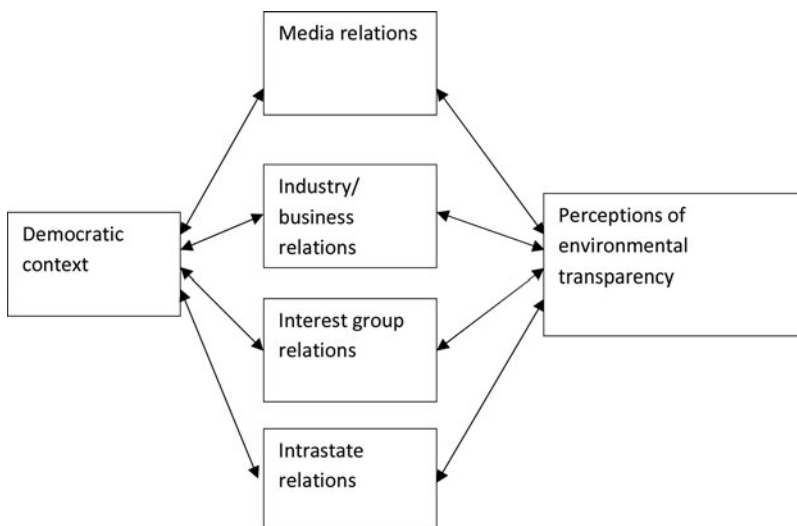 Media relations
Industry/
business
relations
Democratic
context
Perceptions of
environmental
transparency
Interest group
relations
Intrastate
relations